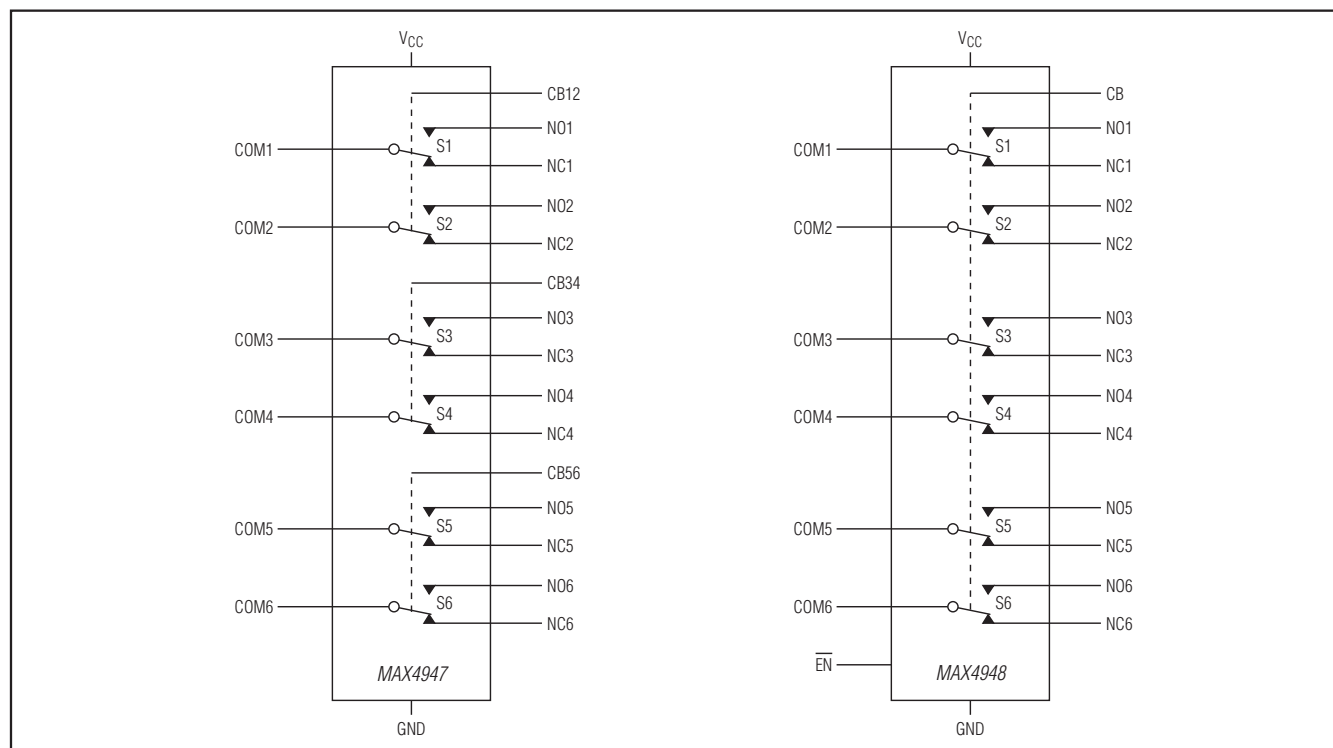 VCC
CB12
NO1
COM1
S1
NC1
NO2
COM2
S2
NC2
CB34
NO3
COM3
S3
NC3
NO4
COM4
S4
NC4
CB56
NO5
COM5
S5
NC5
NO6
COM6
S6
NC6
MAX4947
GND
VCC
CB
NO1
COM1
S1
NC1
NO2
COM2
S2
NC2
NO3
COM3
S3
NC3
NO4
COM4
S4
NC4
NO5
COM5
S5
NC5
NO6
COM6
S6
NC6
E̅N̅
MAX4948
GND